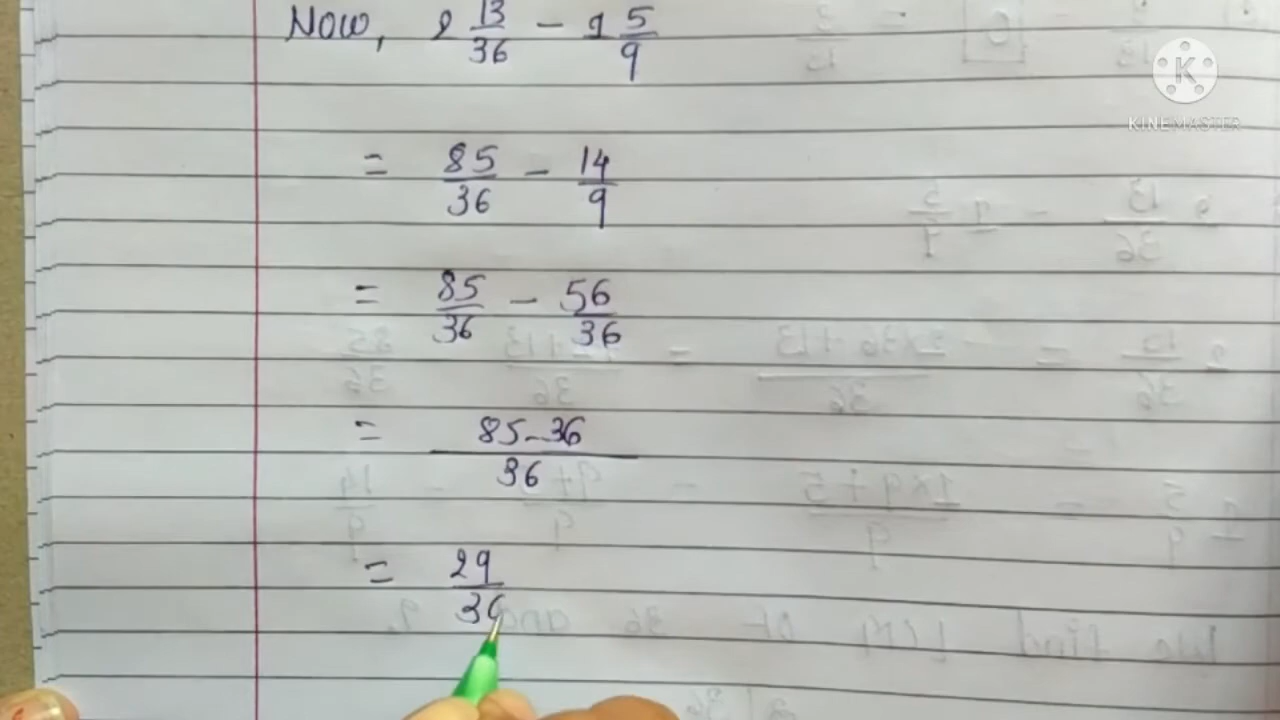 Now, 2 13/36 - 1 5/9
K
KINEMASTER
= 85/36 - 14/9
= 85/36 - 56/36
= 85-36/36
= 29/36